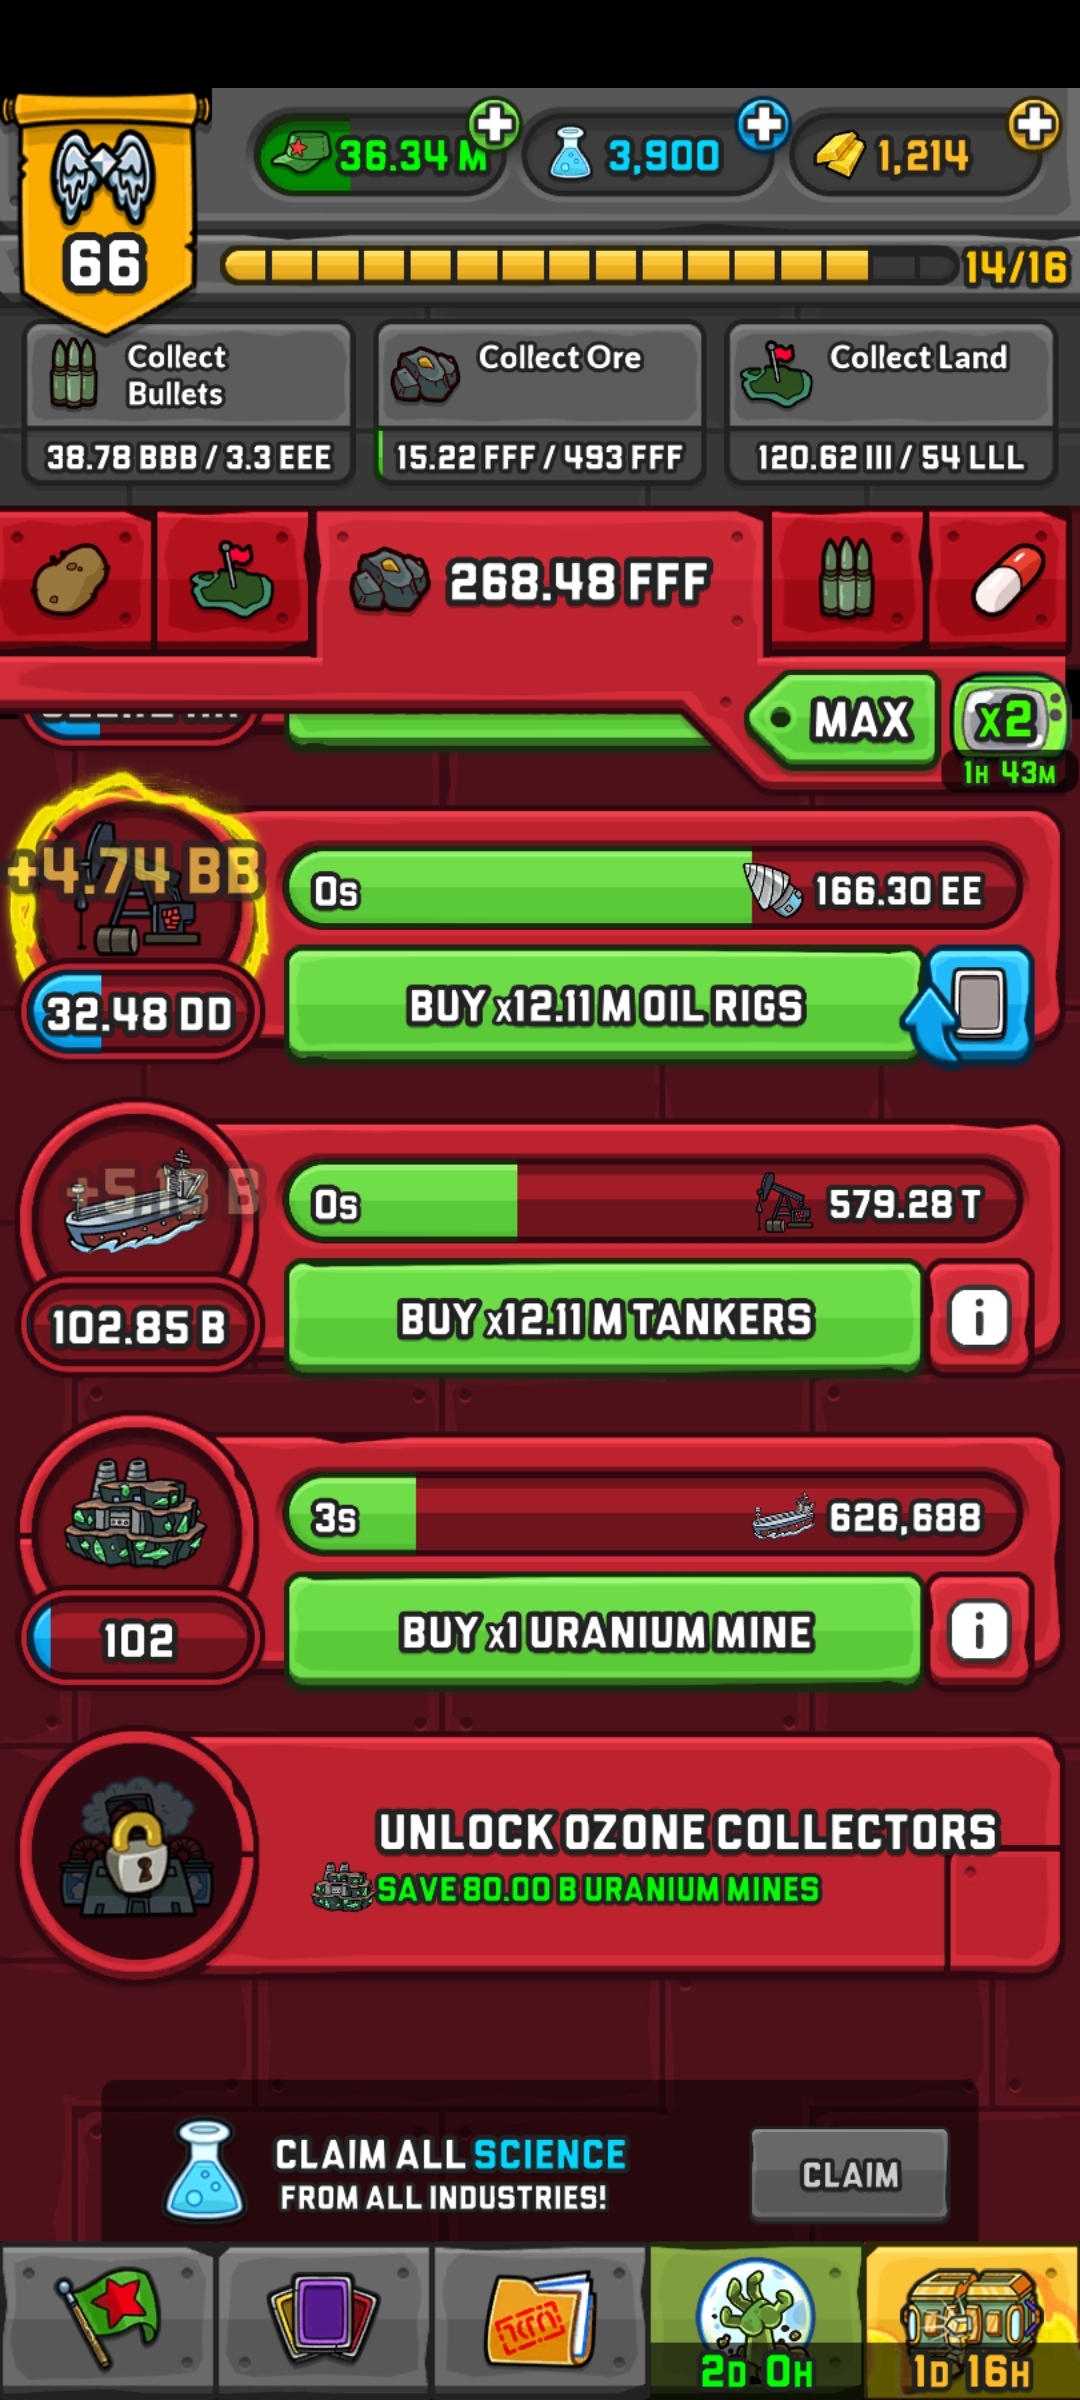 36.34 M
3,900
1,214
66
14/16
Collect
Bullets
38.78 BBB / 3.3 EEE
Collect Ore
15.22 FFF / 493 FFF
Collect Land
120.62 III / 54 LLL
268.48 FFF
MAX
x2
1H 43M
+4.74 BB
0s
166.30 EE
32.48 DD
BUY x12.11 M OIL RIGS
0s
579.28 T
102.85 B
BUY x12.11 M TANKERS
i
3s
626,688
102
BUY x1 URANIUM MINE
i
UNLOCK OZONE COLLECTORS
SAVE 80.00 B URANIUM MINES
CLAIM ALL SCIENCE
FROM ALL INDUSTRIES!
CLAIM
2D 0H
1D 16H